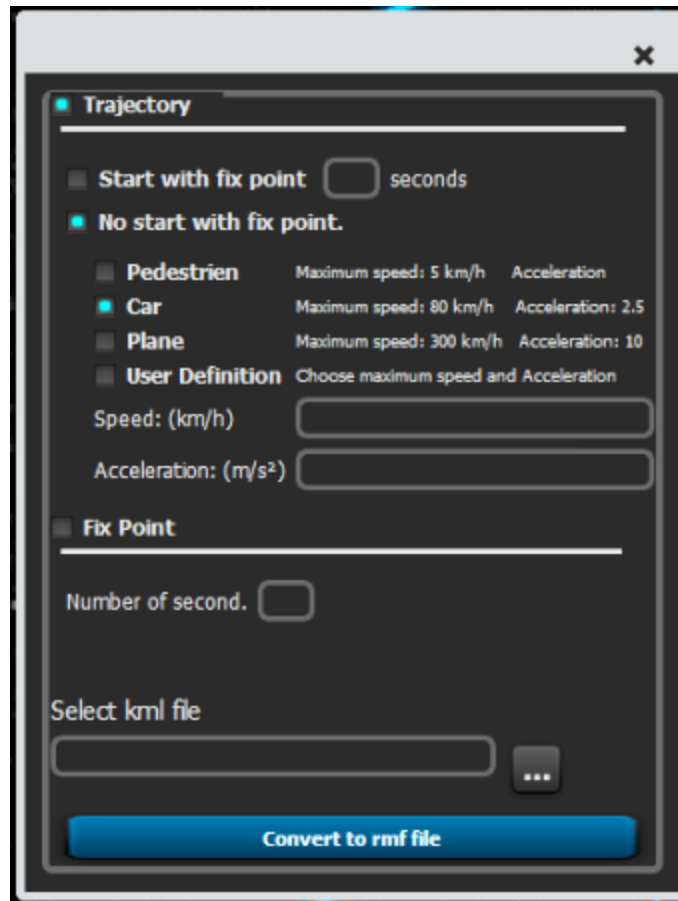 Trajectory
Start with fix point seconds
No start with fix point.
Pedestrien Maximum speed: 5 km/h Acceleration
Car Maximum speed: 80 km/h Acceleration: 2.5
Plane Maximum speed: 300 km/h Acceleration: 10
User Definition Choose maximum speed and Acceleration
Speed: (km/h)
Acceleration: (m/s²)
Fix Point
Number of second.
Select kml file
...
Convert to rmf file